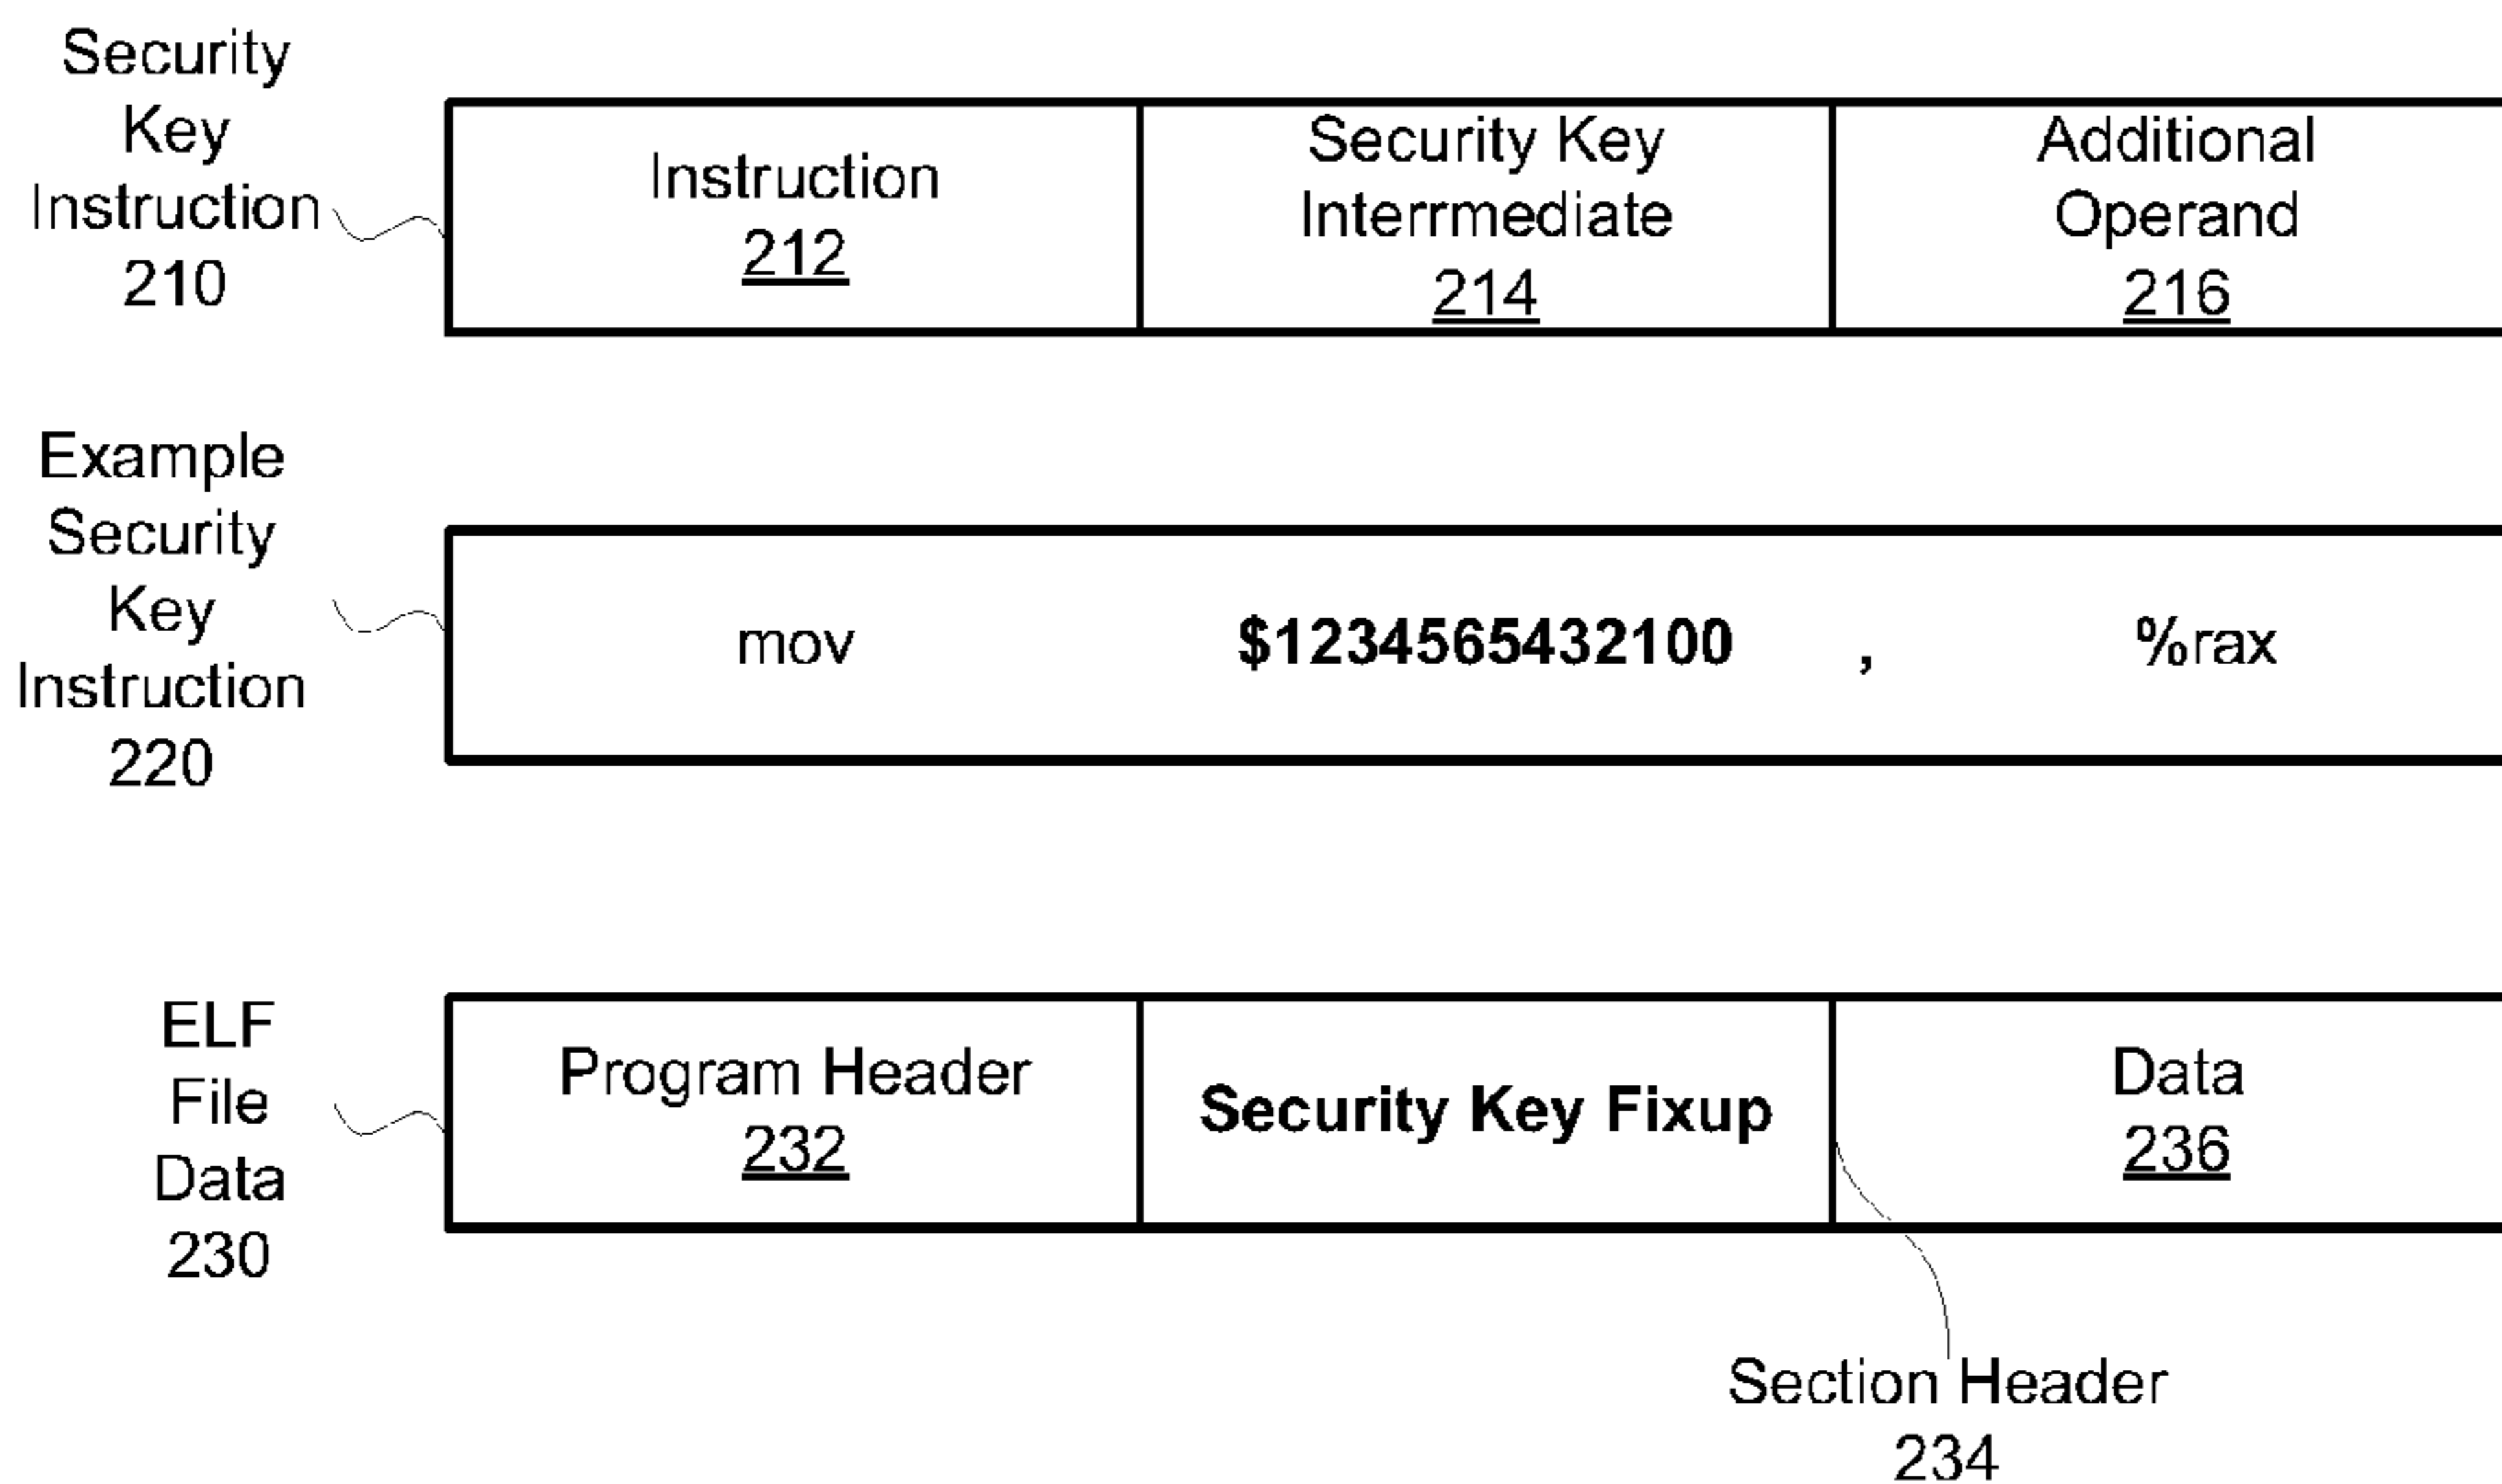 Security
Key
Instruction
210
Instruction
212
Security Key
Interrmediate
214
Additional
Operand
216
Example
Security
Key
Instruction
220
mov $1234565432100 , %rax
ELF
File
Data
230
Program Header
232
Security Key Fixup
Data
236
Section Header
234